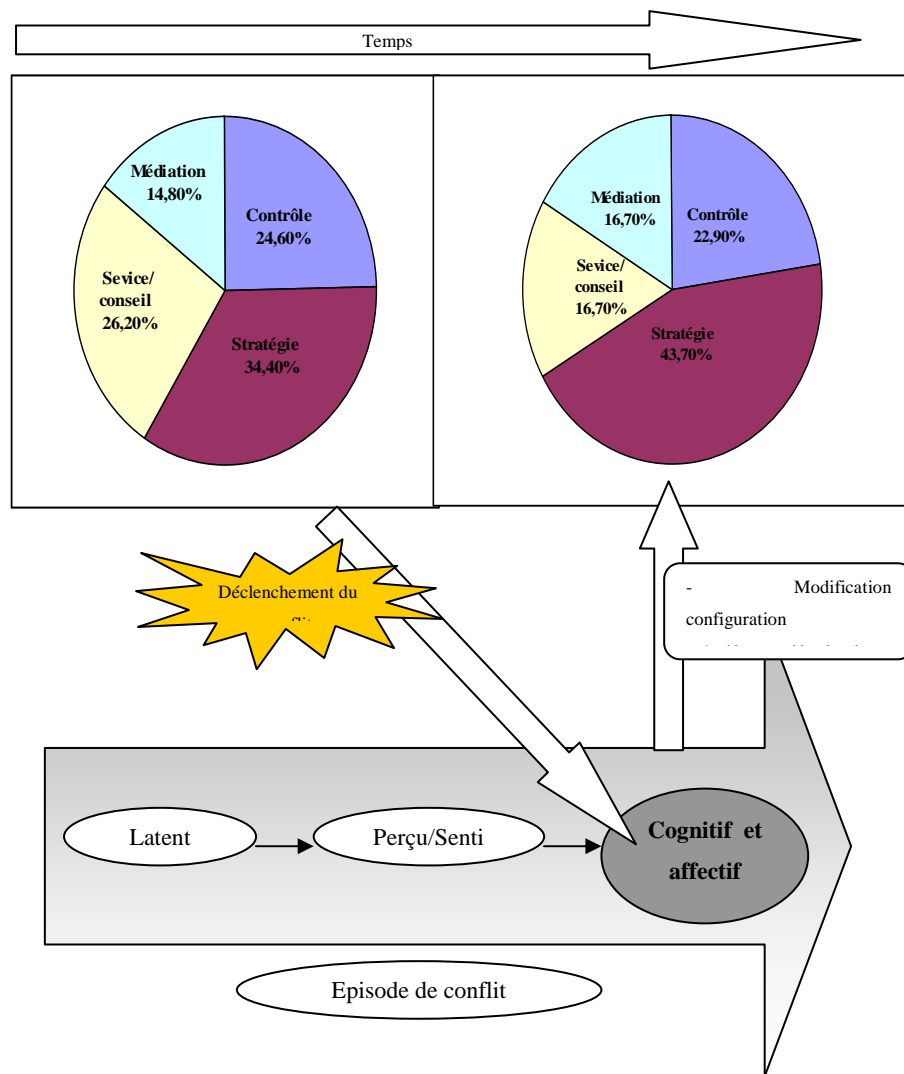 Temps
Médiation
14,80%
Contrôle
24,60%
Sevice/
conseil
26,20%
Stratégie
34,40%
Médiation
16,70%
Contrôle
22,90%
Sevice/
conseil
16,70%
Stratégie
43,70%
Déclenchement du
- Modification
configuration
Latent
Perçu/Senti
Cognitif et
affectif
Episode de conflit